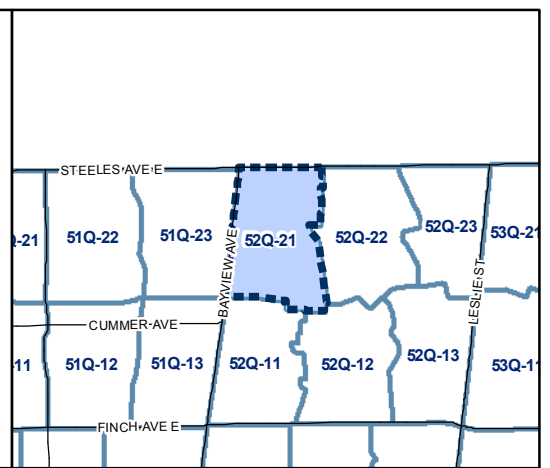 STEELES AVE E
-21
51Q-22
51Q-23
52Q-21
52Q-22
52Q-23
53Q-21
BAYVIEW AVE
LESLIE ST
CUMMER AVE
-11
51Q-12
51Q-13
52Q-11
52Q-12
52Q-13
53Q-1
FINCH AVE E